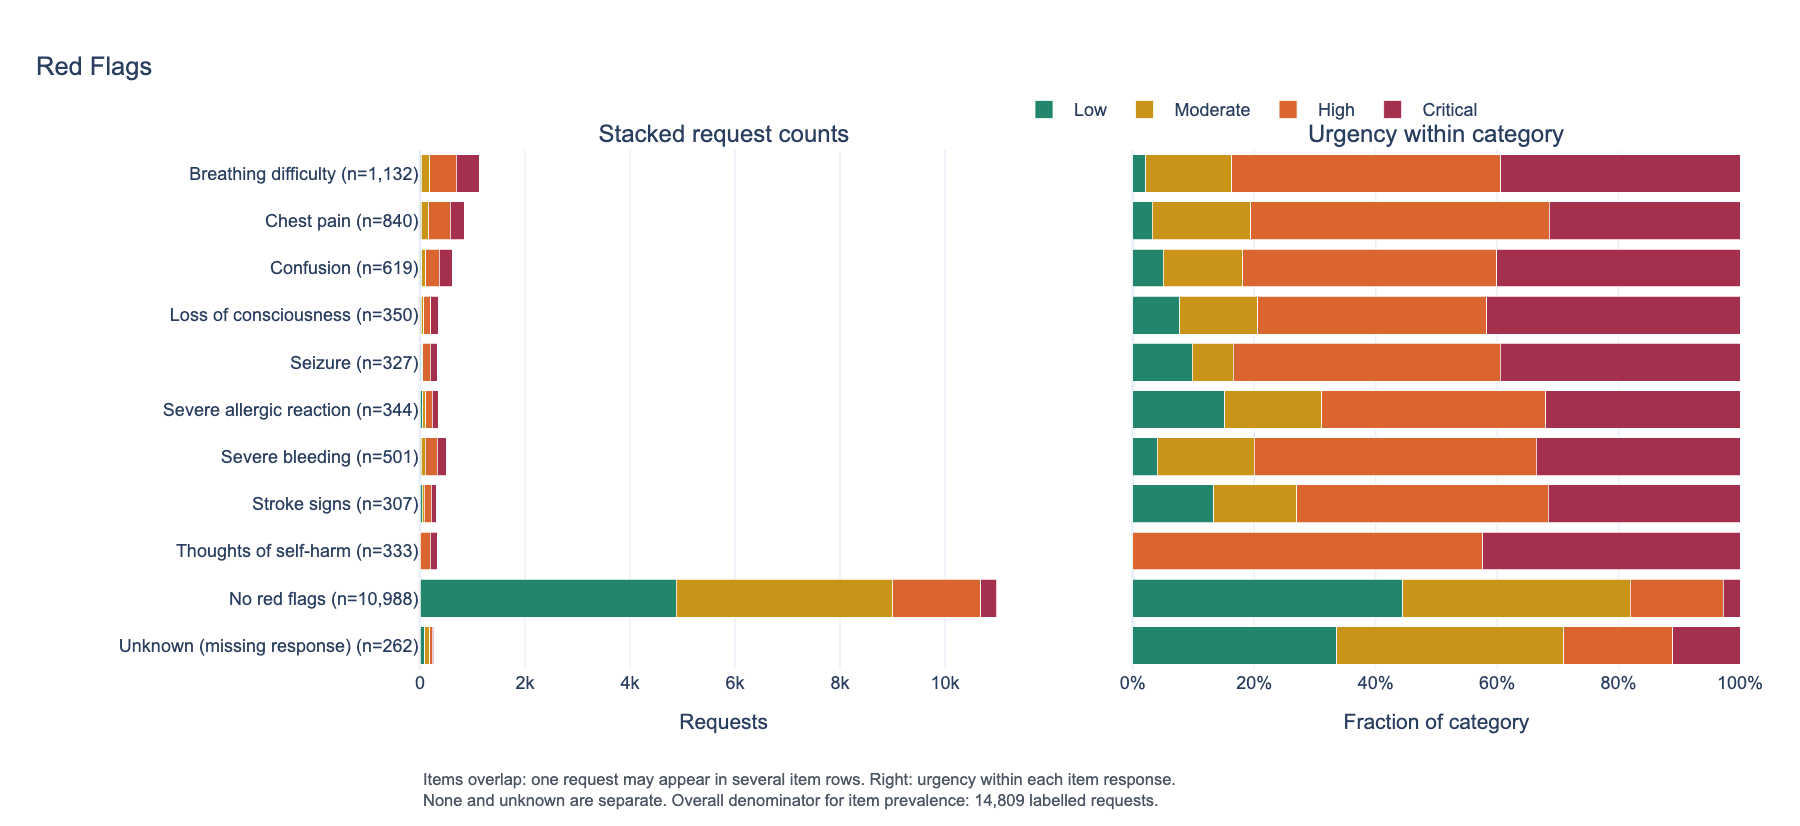 Red Flags
Low Moderate High Critical
Stacked request counts
Urgency within category
Breathing difficulty (n=1,132)
Chest pain (n=840)
Confusion (n=619)
Loss of consciousness (n=350)
Seizure (n=327)
Severe allergic reaction (n=344)
Severe bleeding (n=501)
Stroke signs (n=307)
Thoughts of self-harm (n=333)
No red flags (n=10,988)
Unknown (missing response) (n=262)
0 2k 4k 6k 8k 10k
0% 20% 40% 60% 80% 100%
Requests
Fraction of category
Items overlap: one request may appear in several item rows. Right: urgency within each item response.
None and unknown are separate. Overall denominator for item prevalence: 14,809 labelled requests.